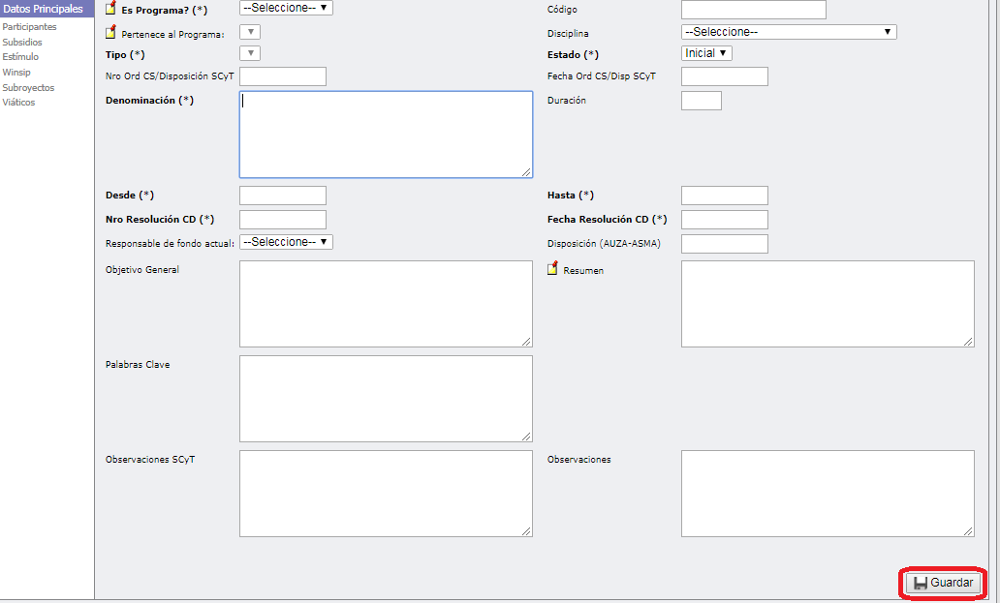 Datos Principales
Participantes
Subsidios
Estímulo
Winsip
Subroyectos
Viáticos
Es Programa? (*) --Seleccione-- Código
Pertenece al Programa: Disciplina --Seleccione--
Tipo (*) Estado (*) Inicial
Nro Ord CS/Disposición SCyT Fecha Ord CS/Disp SCyT
Denominación (*) Duración
Desde (*) Hasta (*)
Nro Resolución CD (*) Fecha Resolución CD (*)
Responsable de fondo actual: --Seleccione-- Disposición (AUZA-ASMA)
Objetivo General Resumen
Palabras Clave
Observaciones SCyT Observaciones
Guardar